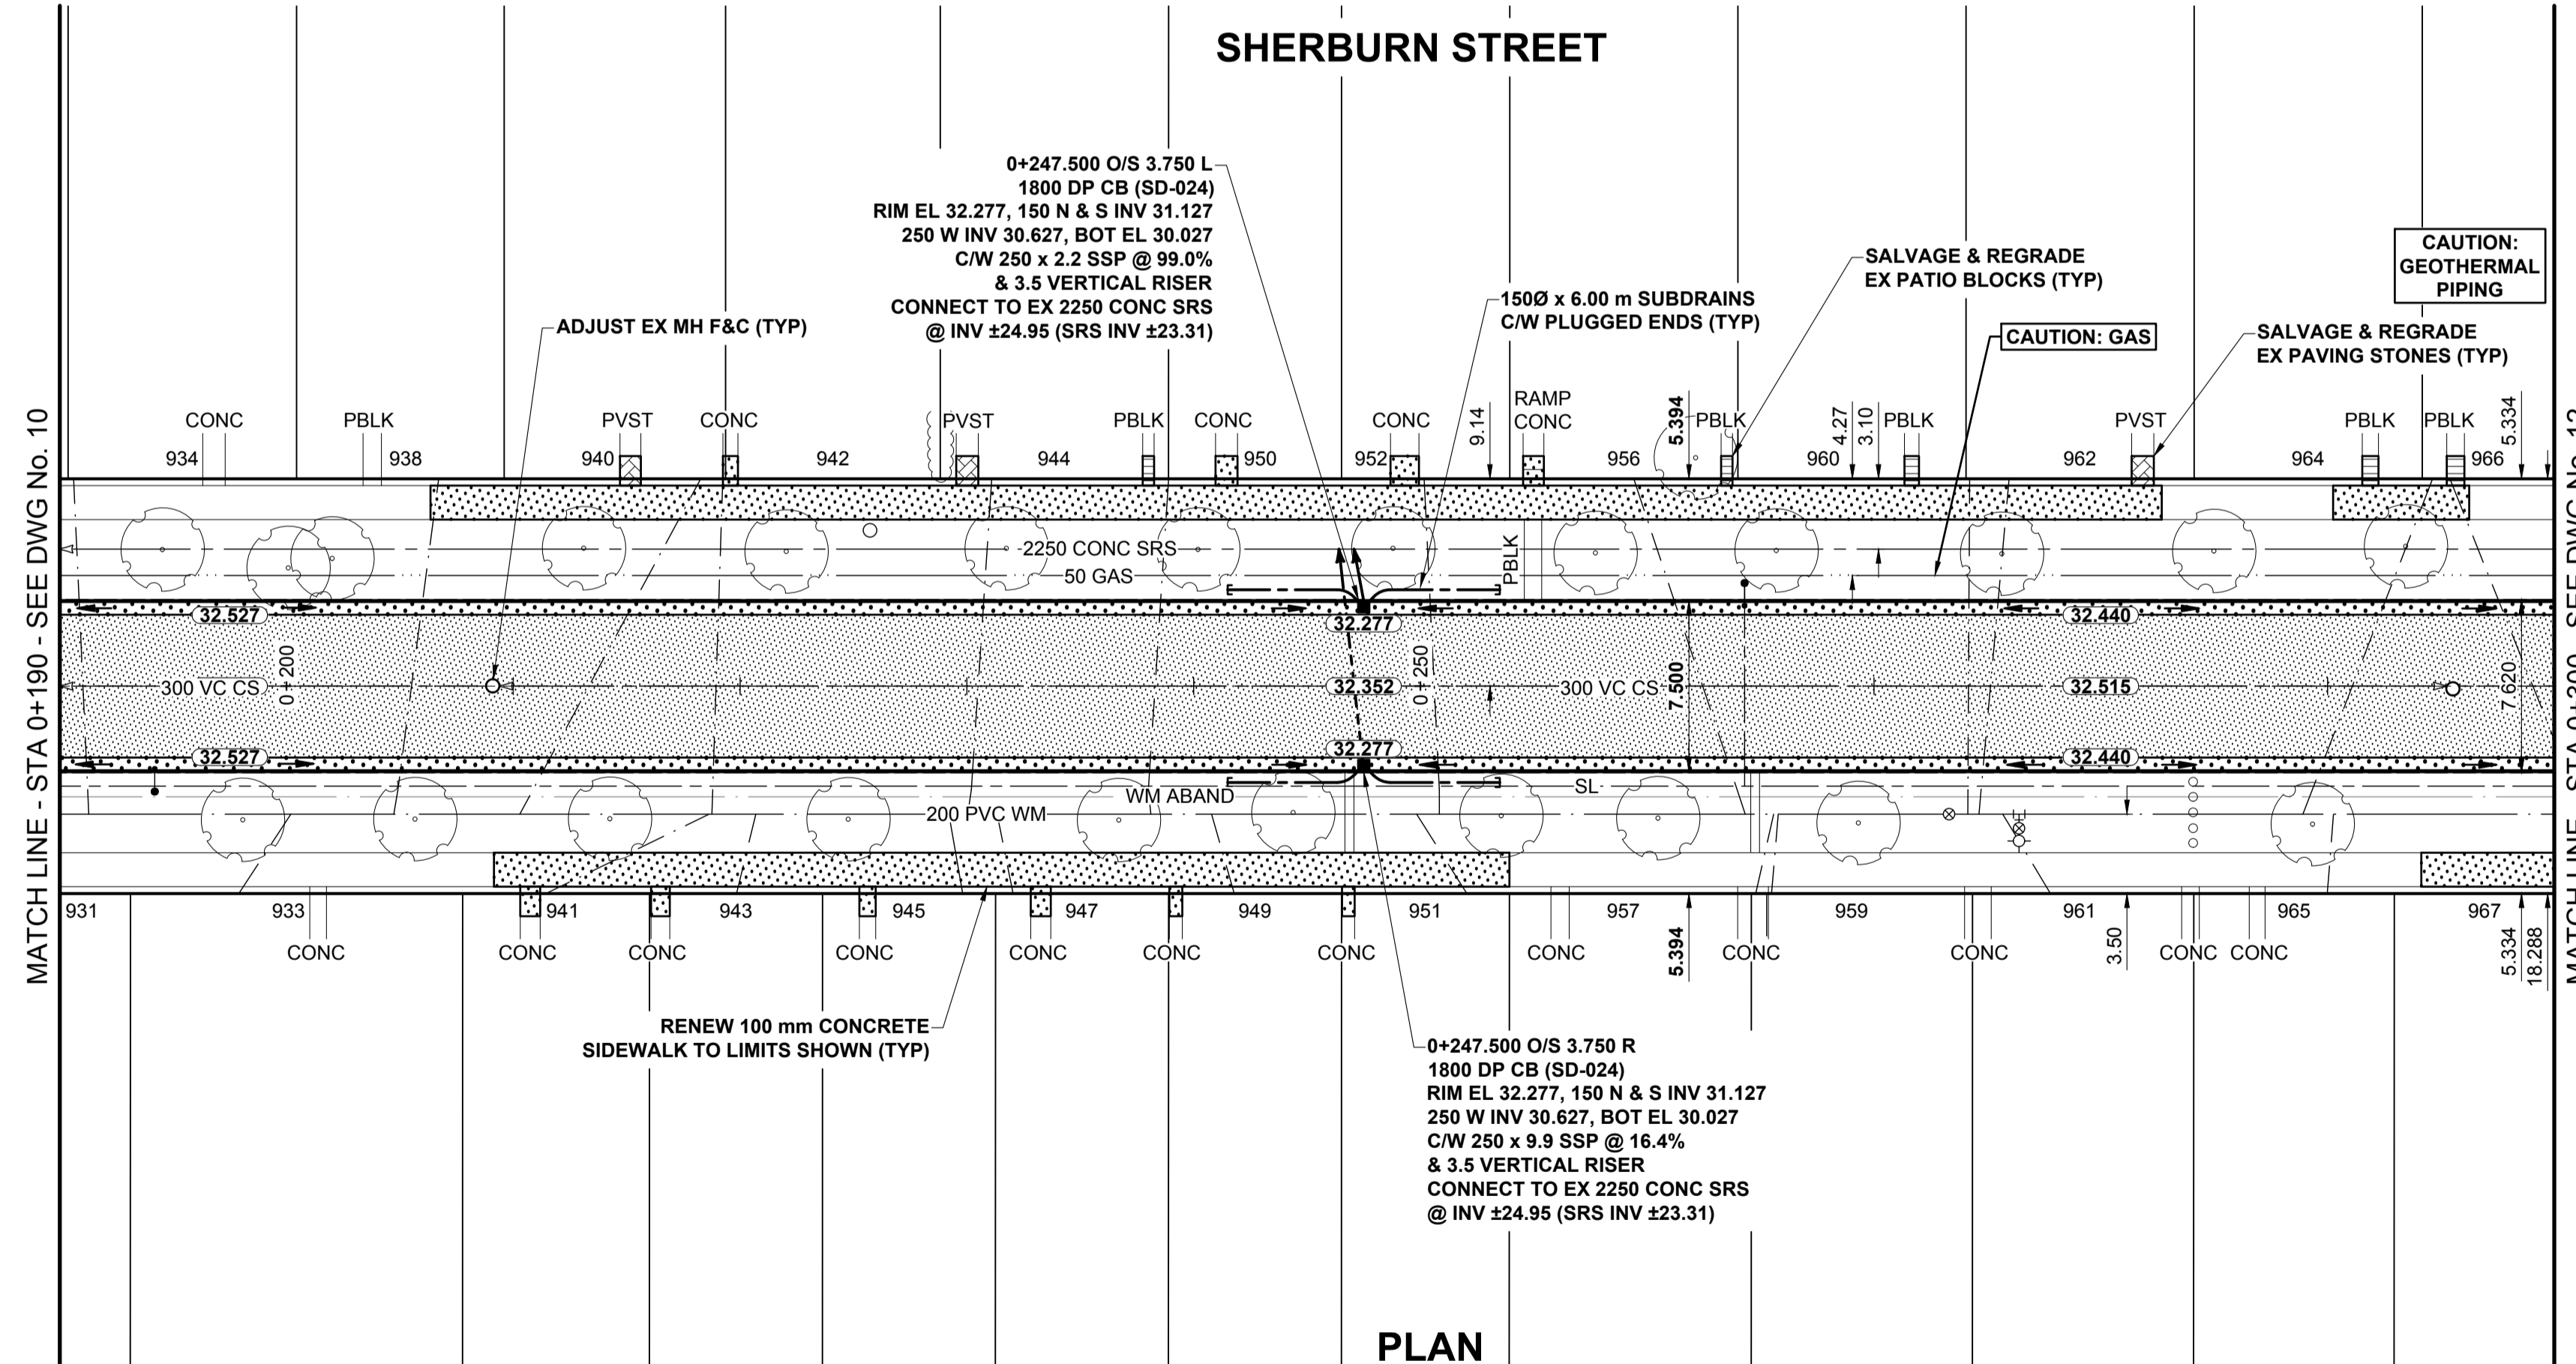 SHERBURN STREET
0+247.500 O/S 3.750 L
1800 DP CB (SD-024)
RIM EL 32.277, 150 N & S INV 31.127
250 W INV 30.627, BOT EL 30.027
C/W 250 x 2.2 SSP @ 99.0%
& 3.5 VERTICAL RISER
CONNECT TO EX 2250 CONC SRS
@ INV ±24.95 (SRS INV ±23.31)
ADJUST EX MH F&C (TYP)
150Ø x 6.00 m SUBDRAINS
C/W PLUGGED ENDS (TYP)
SALVAGE & REGRADE
EX PATIO BLOCKS (TYP)
CAUTION:
GEOTHERMAL
PIPING
CAUTION: GAS
SALVAGE & REGRADE
EX PAVING STONES (TYP)
MATCH LINE - STA 0+190 - SEE DWG No. 10
CONC
PBLK
PVST
CONC
PVST
PBLK
CONC
CONC
9.14
RAMP
CONC
5.394
PBLK
4.27
3.10
PBLK
PVST
PBLK
PBLK
5.334
934
938
940
942
944
950
952
956
960
962
964
966
2250 CONC SRS
50 GAS
PBLK
32.527
32.277
32.440
0+200
300 VC CS
32.352
0+250
300 VC CS
7.500
32.515
7.620
32.527
32.277
32.440
WM ABAND
SL
200 PVC WM
931
933
941
943
945
947
949
951
957
959
961
965
967
CONC
CONC
CONC
CONC
CONC
CONC
CONC
CONC
5.394
CONC
CONC
3.50
CONC
CONC
5.334
18.288
RENEW 100 mm CONCRETE
SIDEWALK TO LIMITS SHOWN (TYP)
0+247.500 O/S 3.750 R
1800 DP CB (SD-024)
RIM EL 32.277, 150 N & S INV 31.127
250 W INV 30.627, BOT EL 30.027
C/W 250 x 9.9 SSP @ 16.4%
& 3.5 VERTICAL RISER
CONNECT TO EX 2250 CONC SRS
@ INV ±24.95 (SRS INV ±23.31)
PLAN